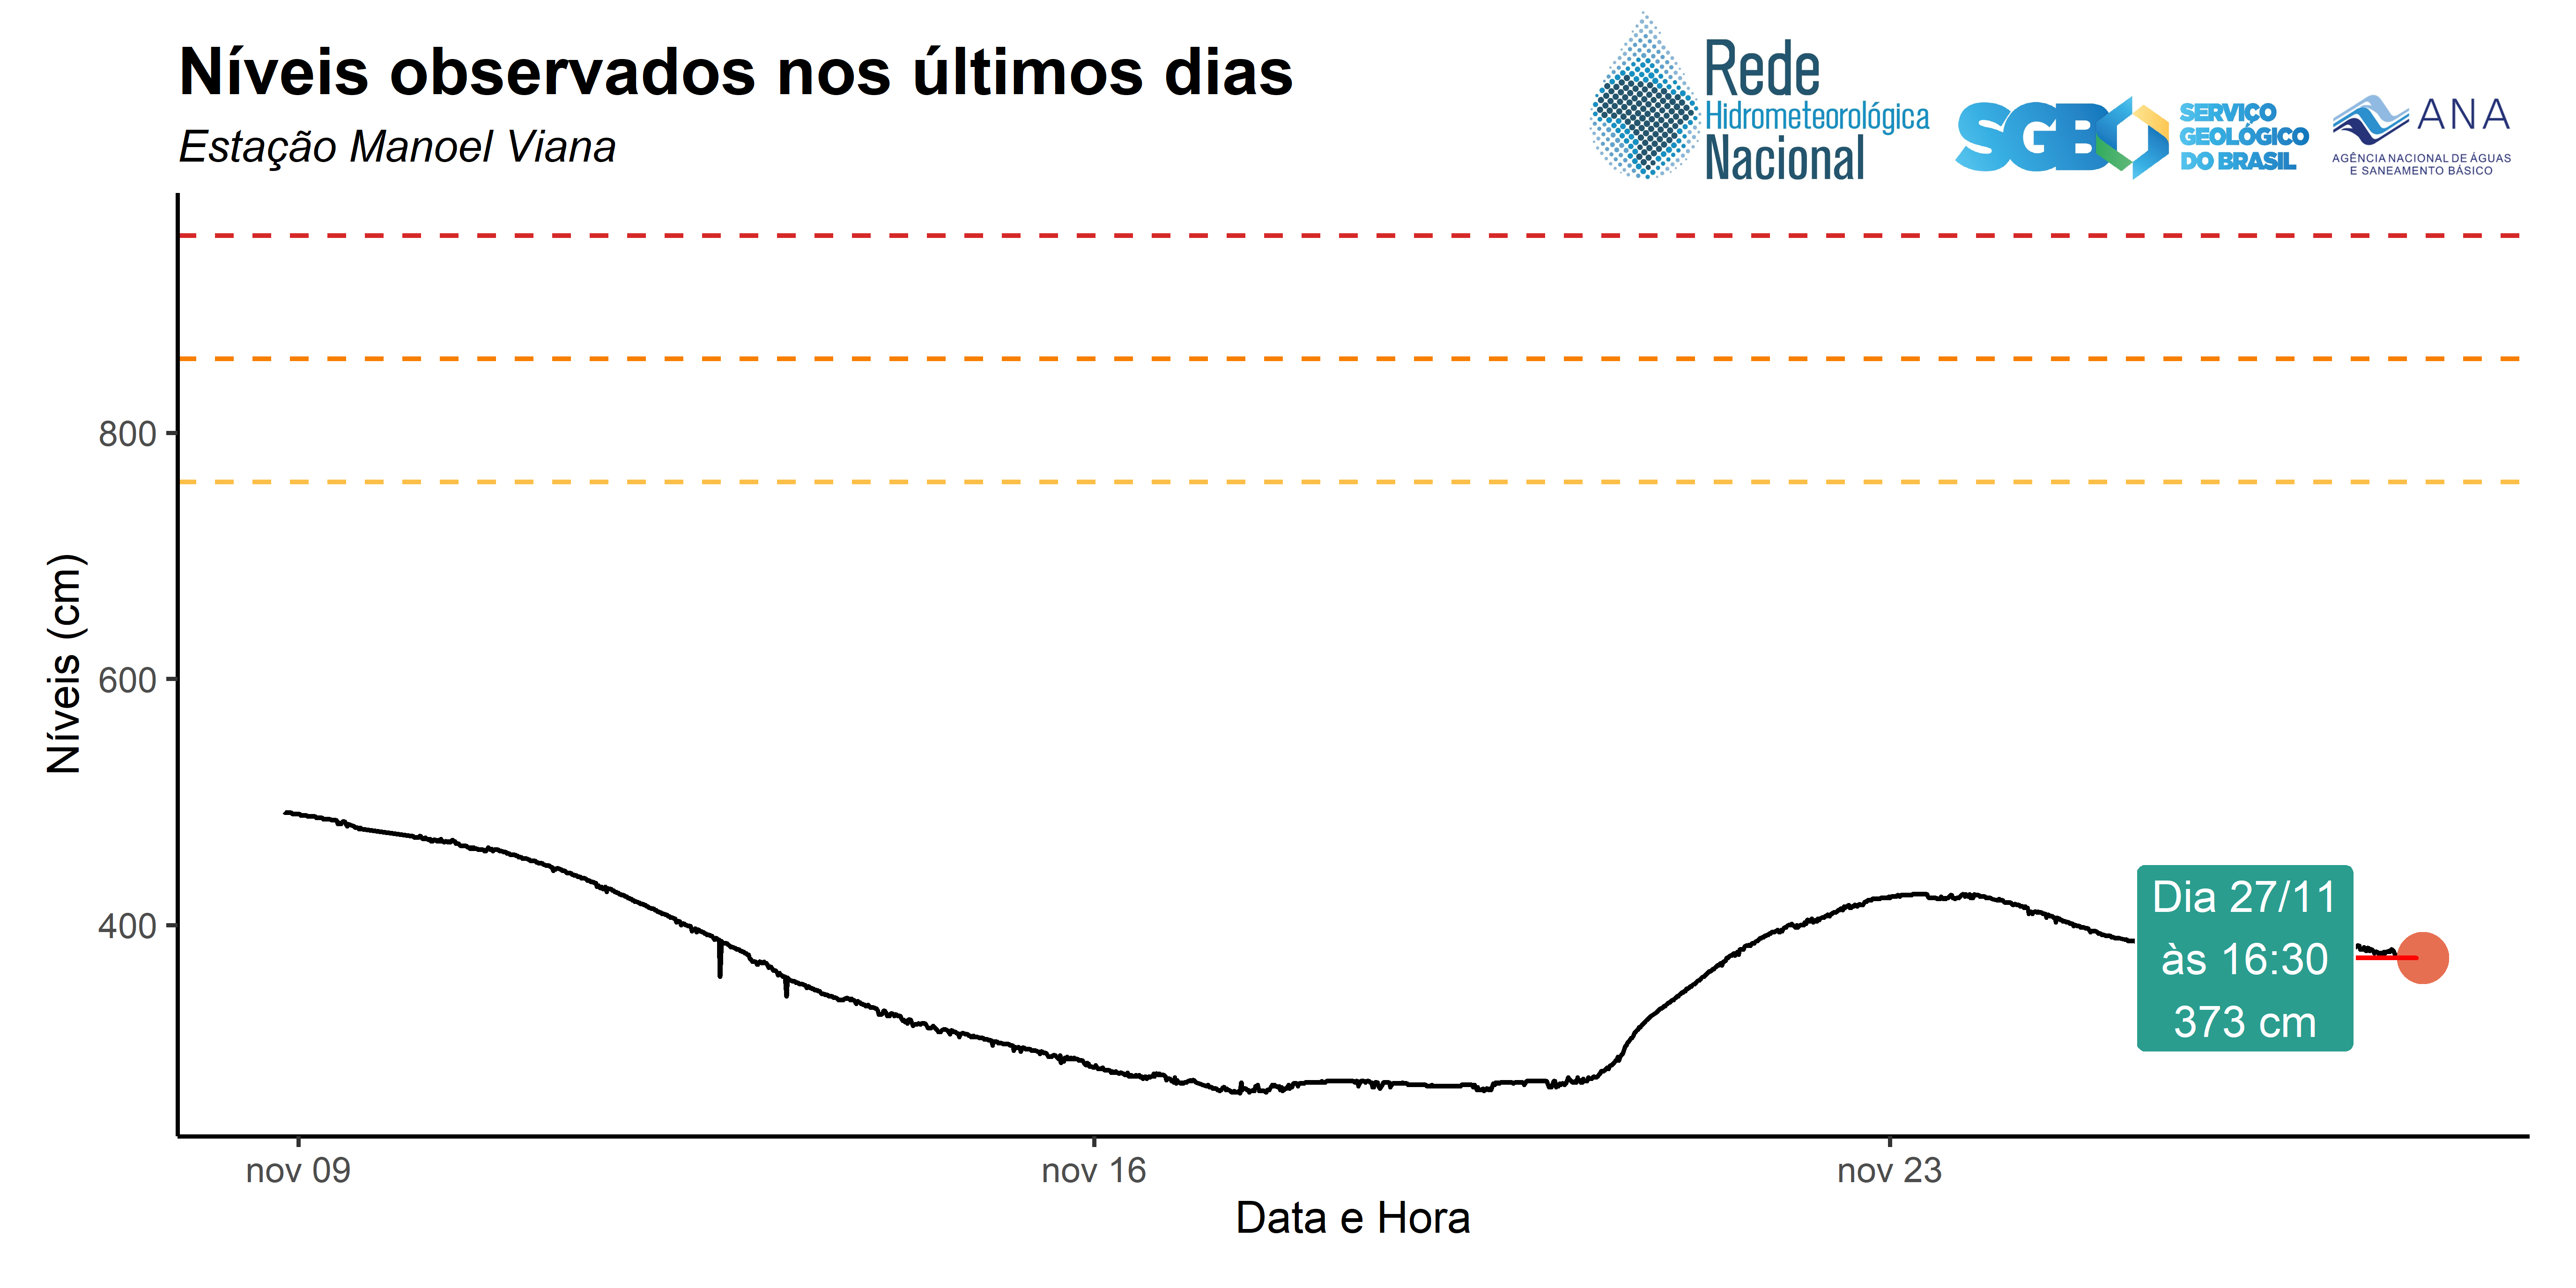 Níveis observados nos últimos dias
Estação Manoel Viana
Rede
Hidrometeorológica
Nacional
SGB
SERVIÇO
GEOLÓGICO
DO BRASIL
ANA
AGÊNCIA NACIONAL DE ÁGUAS
E SANEAMENTO BÁSICO
Níveis (cm)
800
600
400
Dia 27/11
às 16:30
373 cm
nov 09
nov 16
nov 23
Data e Hora